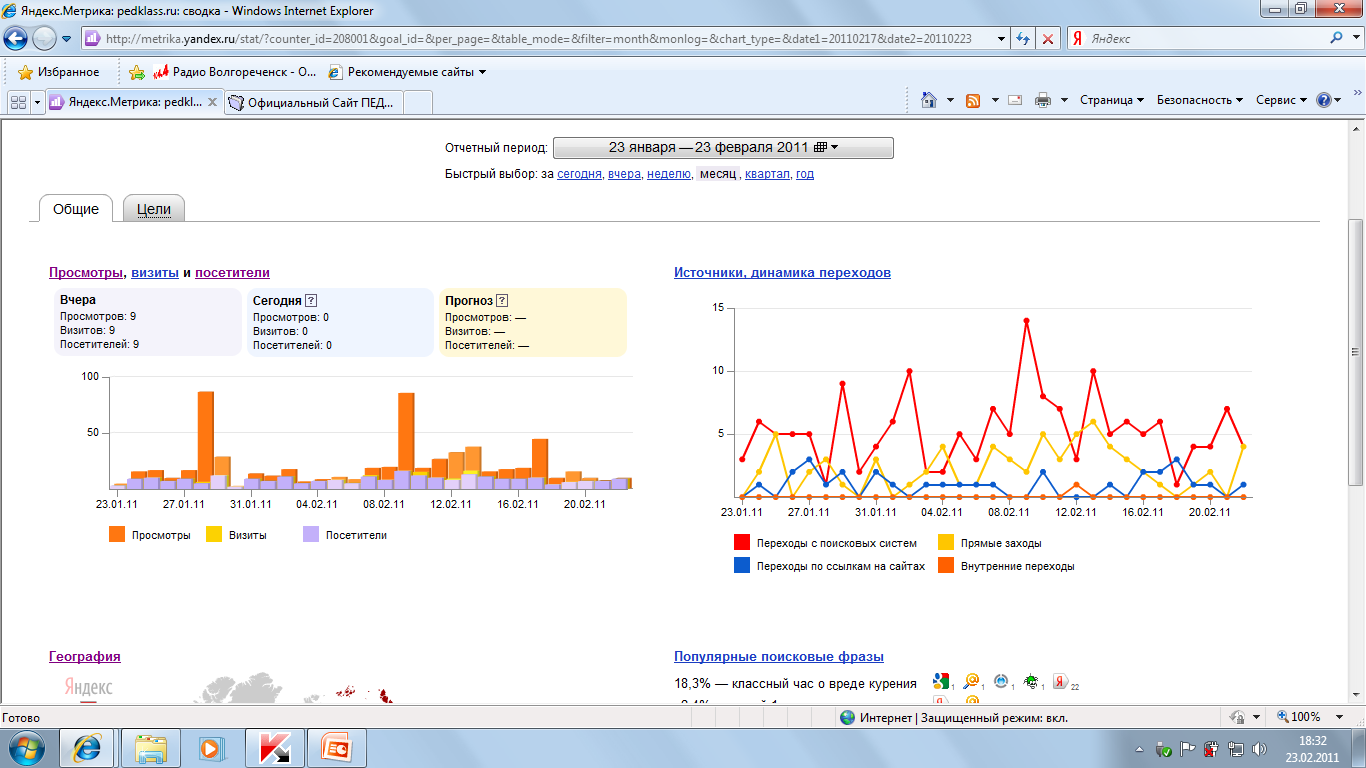 Яндекс.Метрика: pedklass.ru: сводка - Windows Internet Explorer
http://metrika.yandex.ru/stat/?counter_id=208001&goal_id=&per_page=&table_mode=&filter=month&monlog=&chart_type=&date1=20110217&date2=20110223
Я Яндекс
Избранное Радио Волгореченск - О... Рекомендуемые сайты
Яндекс.Метрика: pedkl... Официальный Сайт ПЕД...
Страница Безопасность Сервис
Отчетный период: 23 января — 23 февраля 2011
Быстрый выбор: за сегодня, вчера, неделю, месяц, квартал, год
Общие Цели
Просмотры, визиты и посетители
Вчера
Просмотров: 9
Визитов: 9
Посетителей: 9
Сегодня ?
Просмотров: 0
Визитов: 0
Посетителей: 0
Прогноз ?
Просмотров: —
Визитов: —
Посетителей: —
100
50
23.01.11 27.01.11 31.01.11 04.02.11 08.02.11 12.02.11 16.02.11 20.02.11
Просмотры Визиты Посетители
Источники, динамика переходов
15
10
5
23.01.11 27.01.11 31.01.11 04.02.11 08.02.11 12.02.11 16.02.11 20.02.11
Переходы с поисковых систем Прямые заходы
Переходы по ссылкам на сайтах Внутренние переходы
География
Яндекс
Популярные поисковые фразы
18,3% — классный час о вреде курения 1 1 1 1 Я 22
Готово
Интернет | Защищенный режим: вкл.
100%
18:32
23.02.2011